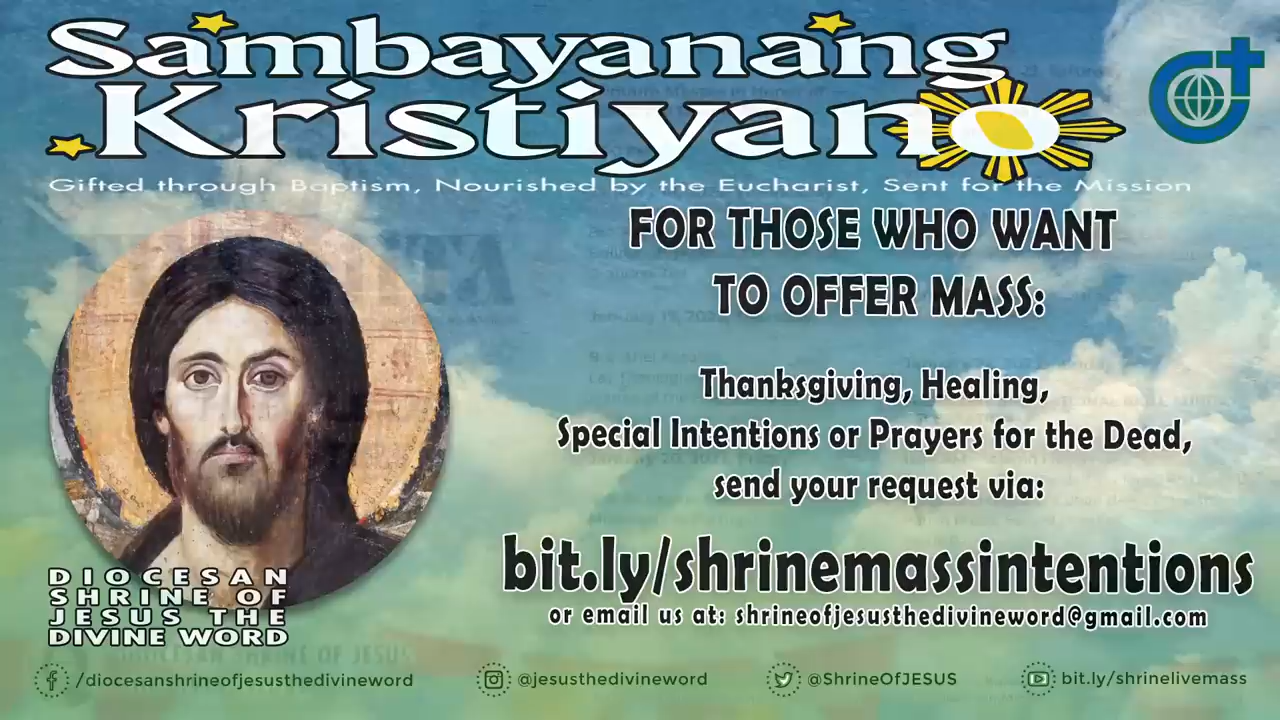 Sambayanang
Kristiyano
Gifted through Baptism, Nourished by the Eucharist, Sent for the Mission
FOR THOSE WHO WANT
TO OFFER MASS:
Thanksgiving, Healing,
Special Intentions or Prayers for the Dead,
send your request via:
bit.ly/shrinemassintentions
or email us at: shrineofjesusthedivineword@gmail.com
DIOCESAN
SHRINE OF
JESUS THE
DIVINE WORD
/diocesanshrineofjesusthedivineword
@jesusthedivineword
@ShrineOfJESUS
bit.ly/shrinelivemass